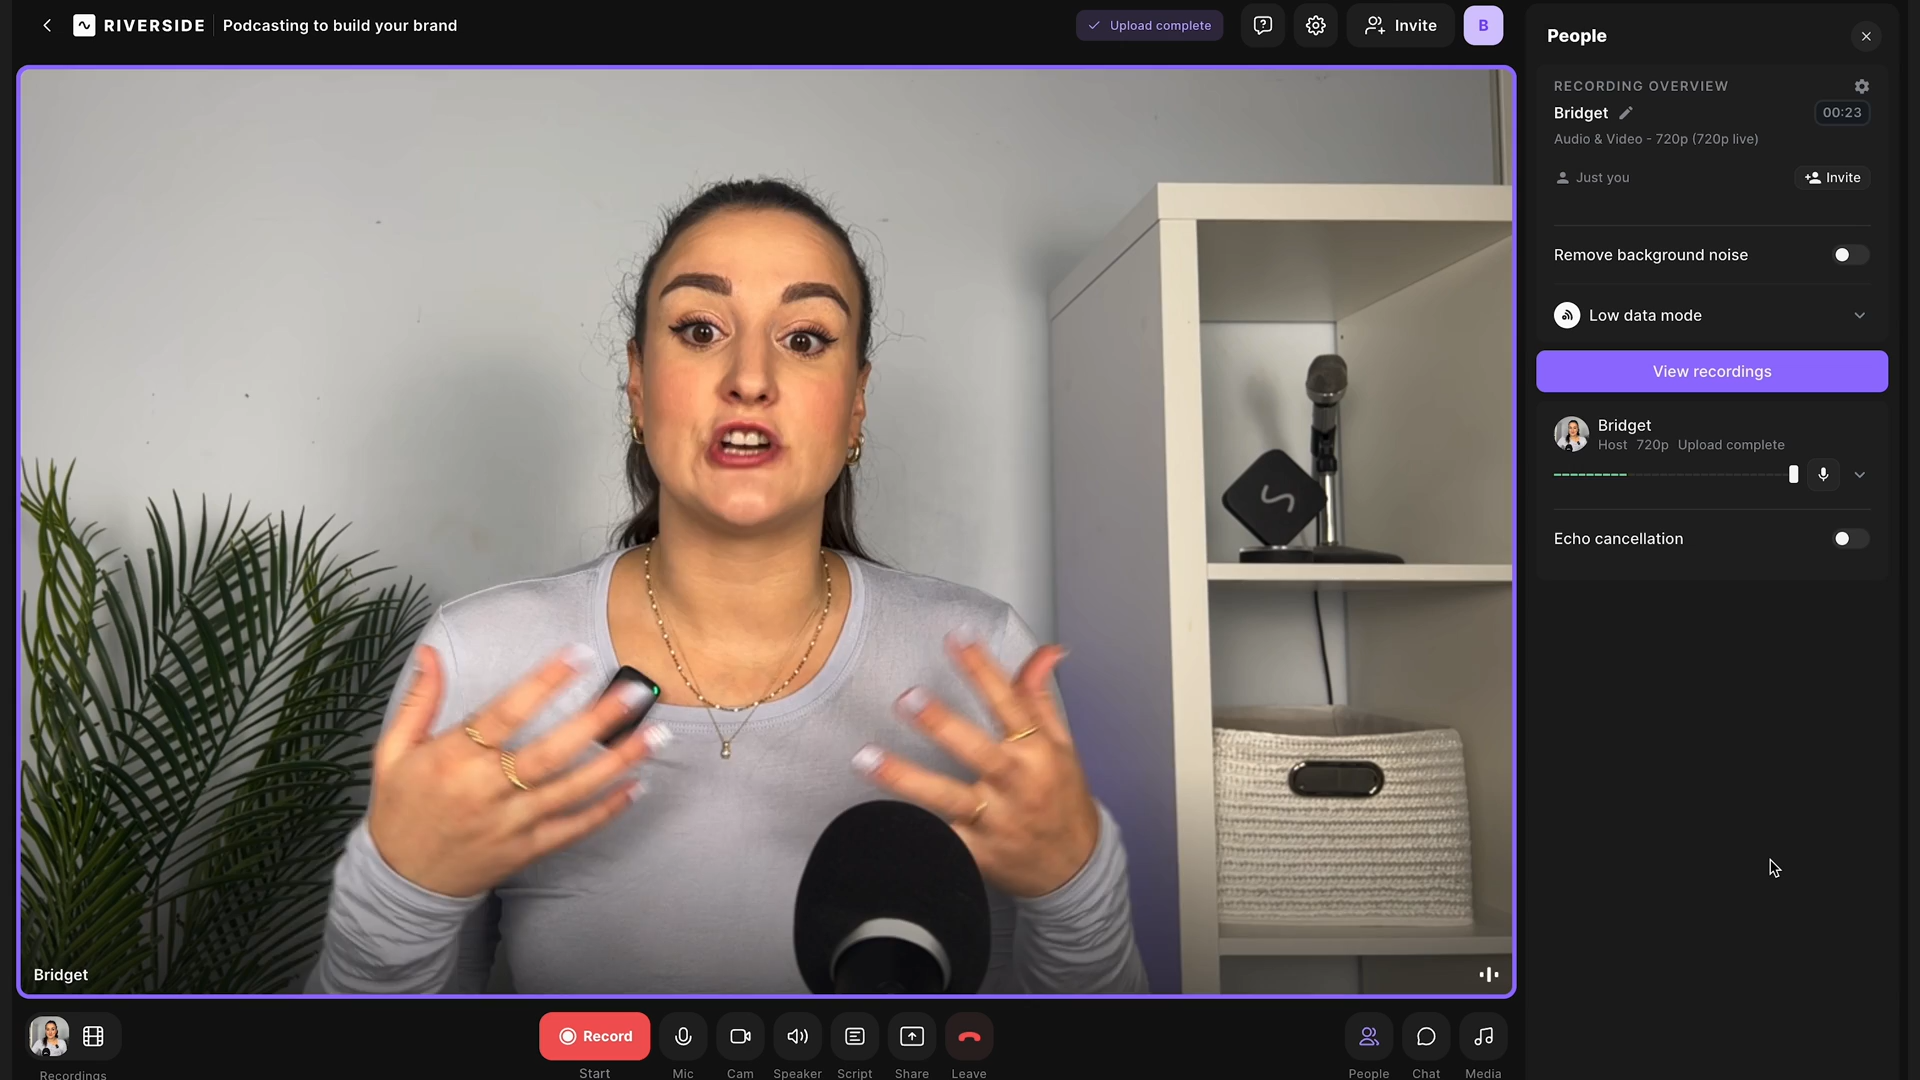 RIVERSIDE
Podcasting to build your brand
Upload complete
Invite
B
People
RECORDING OVERVIEW
Bridget
00:23
Audio & Video - 720p (720p live)
Just you
Invite
Remove background noise
Low data mode
View recordings
Bridget
Host 720p Upload complete
Echo cancellation
Bridget
Record
Recordings
Start
Mic
Cam
Speaker
Script
Share
Leave
People
Chat
Media